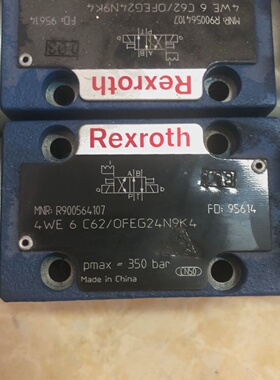 4WE 6 C62/OFEG24N9K4
MNR: R900564107
FD: 95614
A B
P T
Rexroth
Rexroth
A B
P T
MNR: R900564107
FD: 95614
4WE 6 C62/OFEG24N9K4
pmax = 350 bar
Made in China